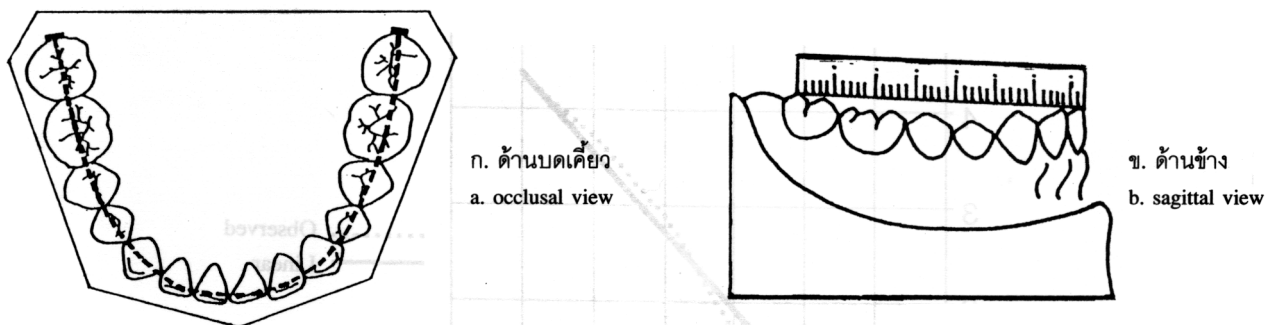 ก. ด้านบดเคี้ยว
a. occlusal view
ข. ด้านข้าง
b. sagittal view
Observed